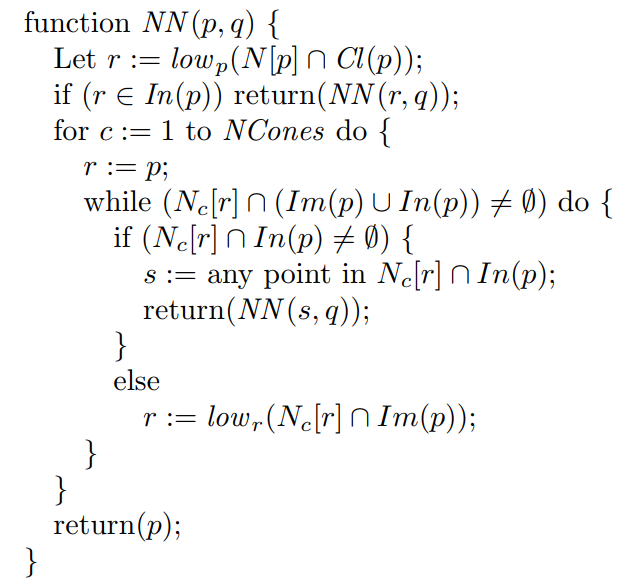 function NN(p, q) {
Let r := low_p(N[p] ∩ Cl(p));
if (r ∈ In(p)) return(NN(r, q));
for c := 1 to NCones do {
r := p;
while (N_c[r] ∩ (Im(p) ∪ In(p)) ≠ ∅) do {
if (N_c[r] ∩ In(p) ≠ ∅) {
s := any point in N_c[r] ∩ In(p);
return(NN(s, q));
}
else
r := low_r(N_c[r] ∩ Im(p));
}
}
return(p);
}